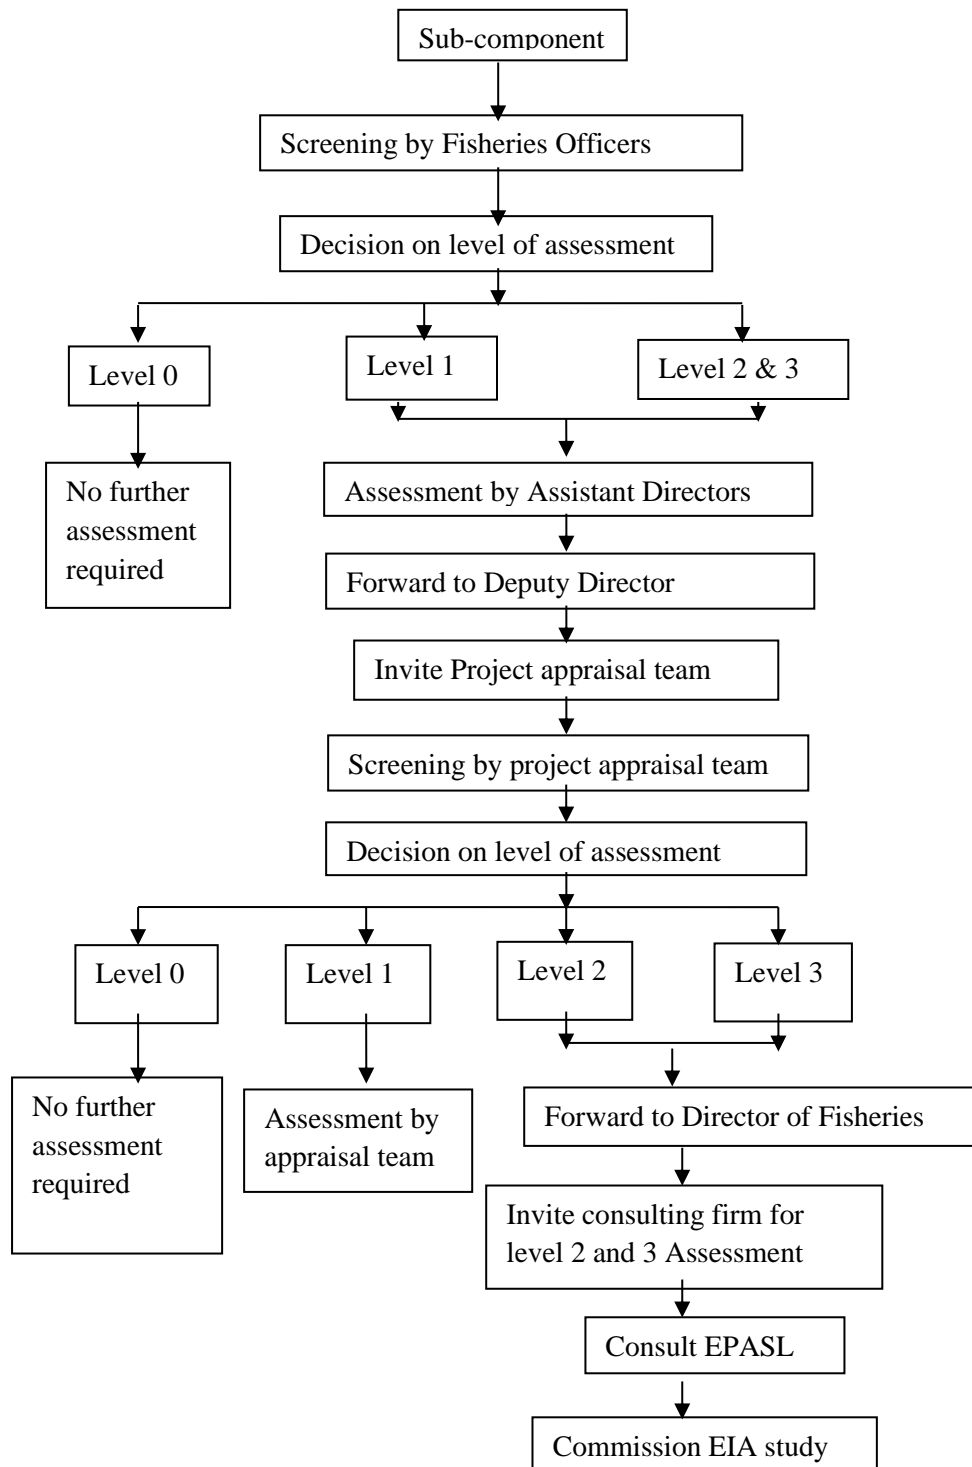 Sub-component
Screening by Fisheries Officers
Decision on level of assessment
Level 0
Level 1
Level 2 & 3
No further
assessment
required
Assessment by Assistant Directors
Forward to Deputy Director
Invite Project appraisal team
Screening by project appraisal team
Decision on level of assessment
Level 0
Level 1
Level 2
Level 3
No further
assessment
required
Assessment by
appraisal team
Forward to Director of Fisheries
Invite consulting firm for
level 2 and 3 Assessment
Consult EPASL
Commission EIA study